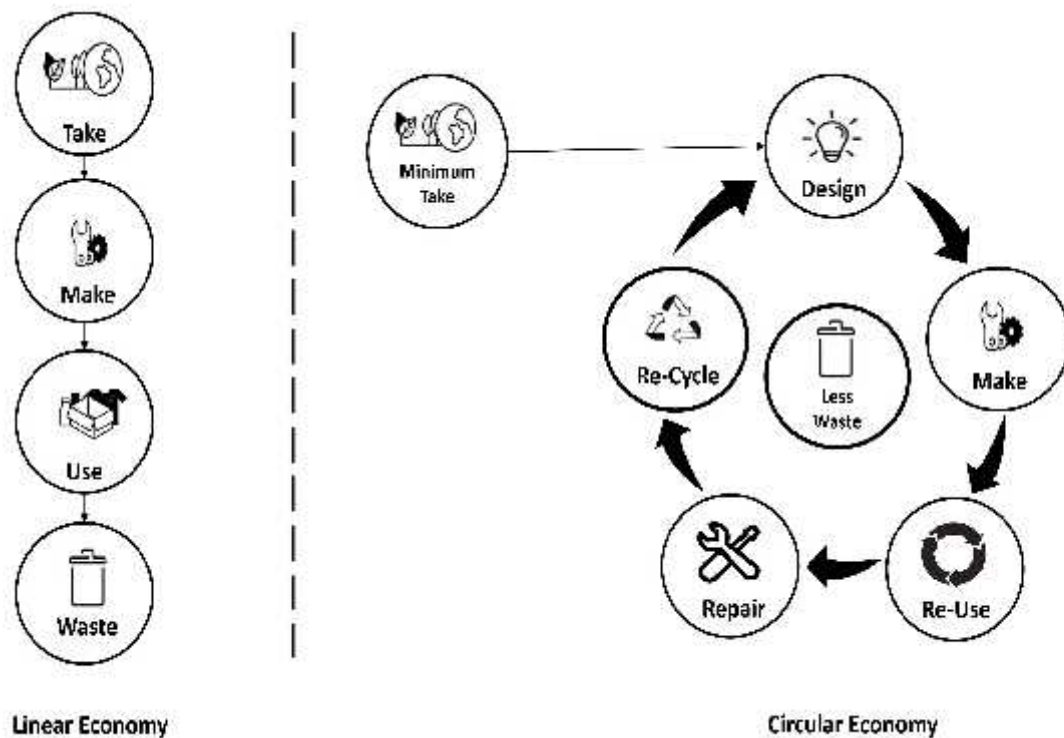 Take
Make
Use
Waste
Linear Economy
Minimum
Take
Design
Make
Re-Use
Repair
Re-Cycle
Less
Waste
Circular Economy